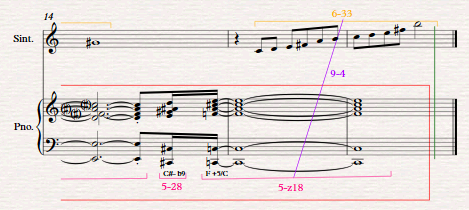 14
6-33
Sint.
9-4
Pno.
C#- b9
F +5/C
5-28
5-z18